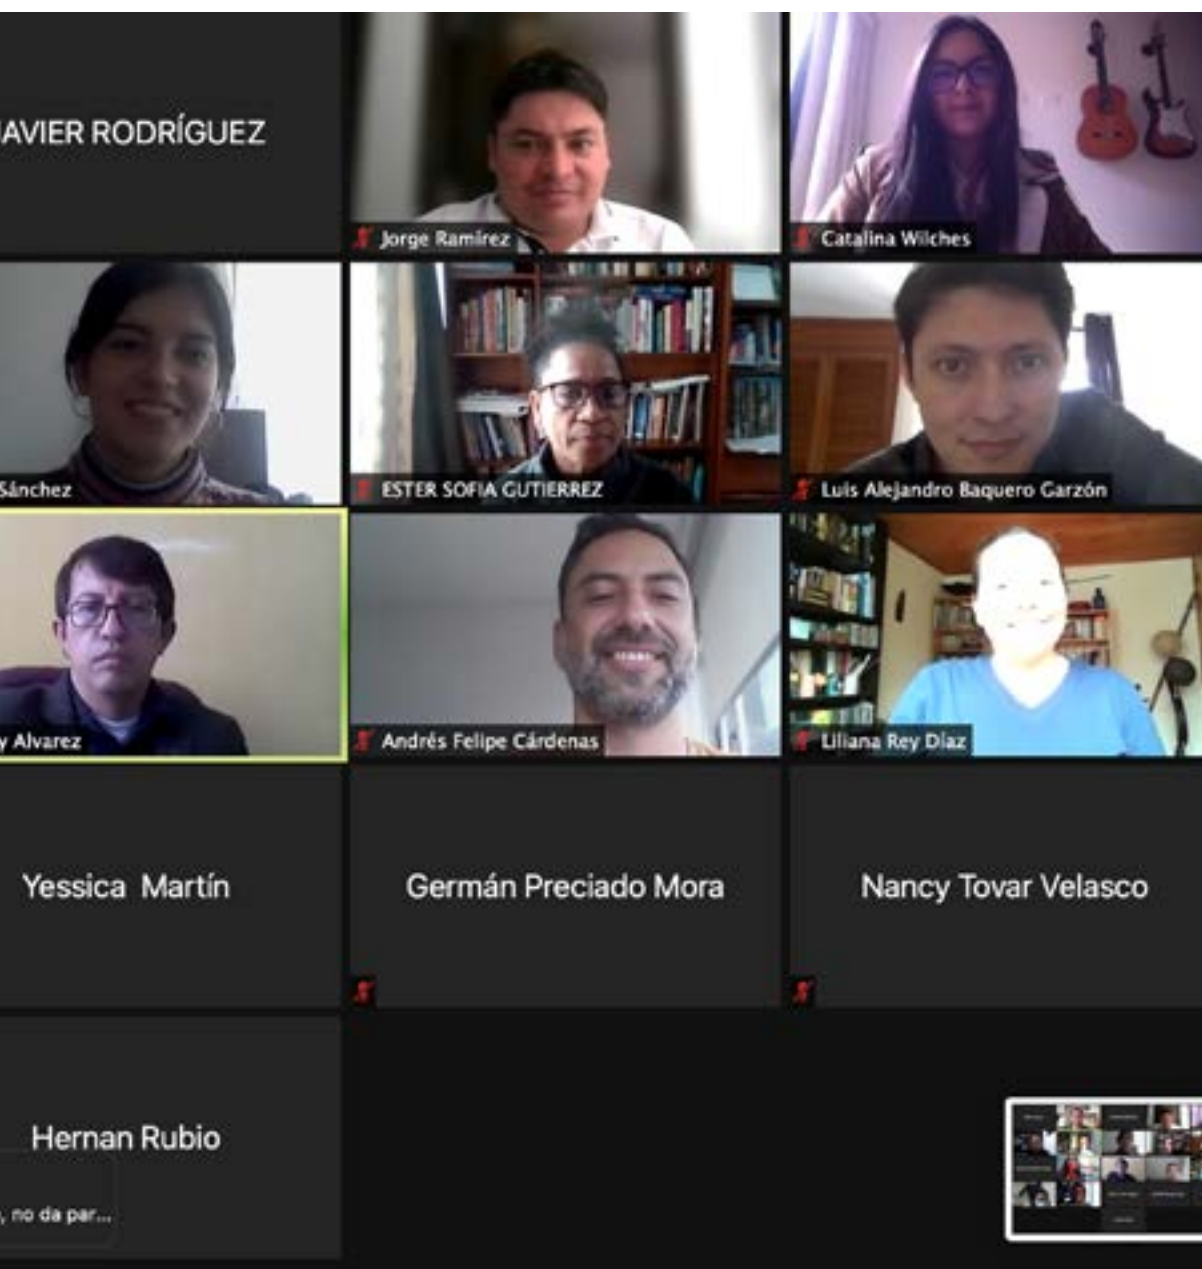 AVIER RODRÍGUEZ
Jorge Ramírez
Catalina Wilches
Sánchez
ESTER SOFIA GUTIERREZ
Luis Alejandro Baquero Garzón
y Alvarez
Andrés Felipe Cárdenas
Liliana Rey Díaz
Yessica Martín
Germán Preciado Mora
Nancy Tovar Velasco
Hernan Rubio
, no da par...